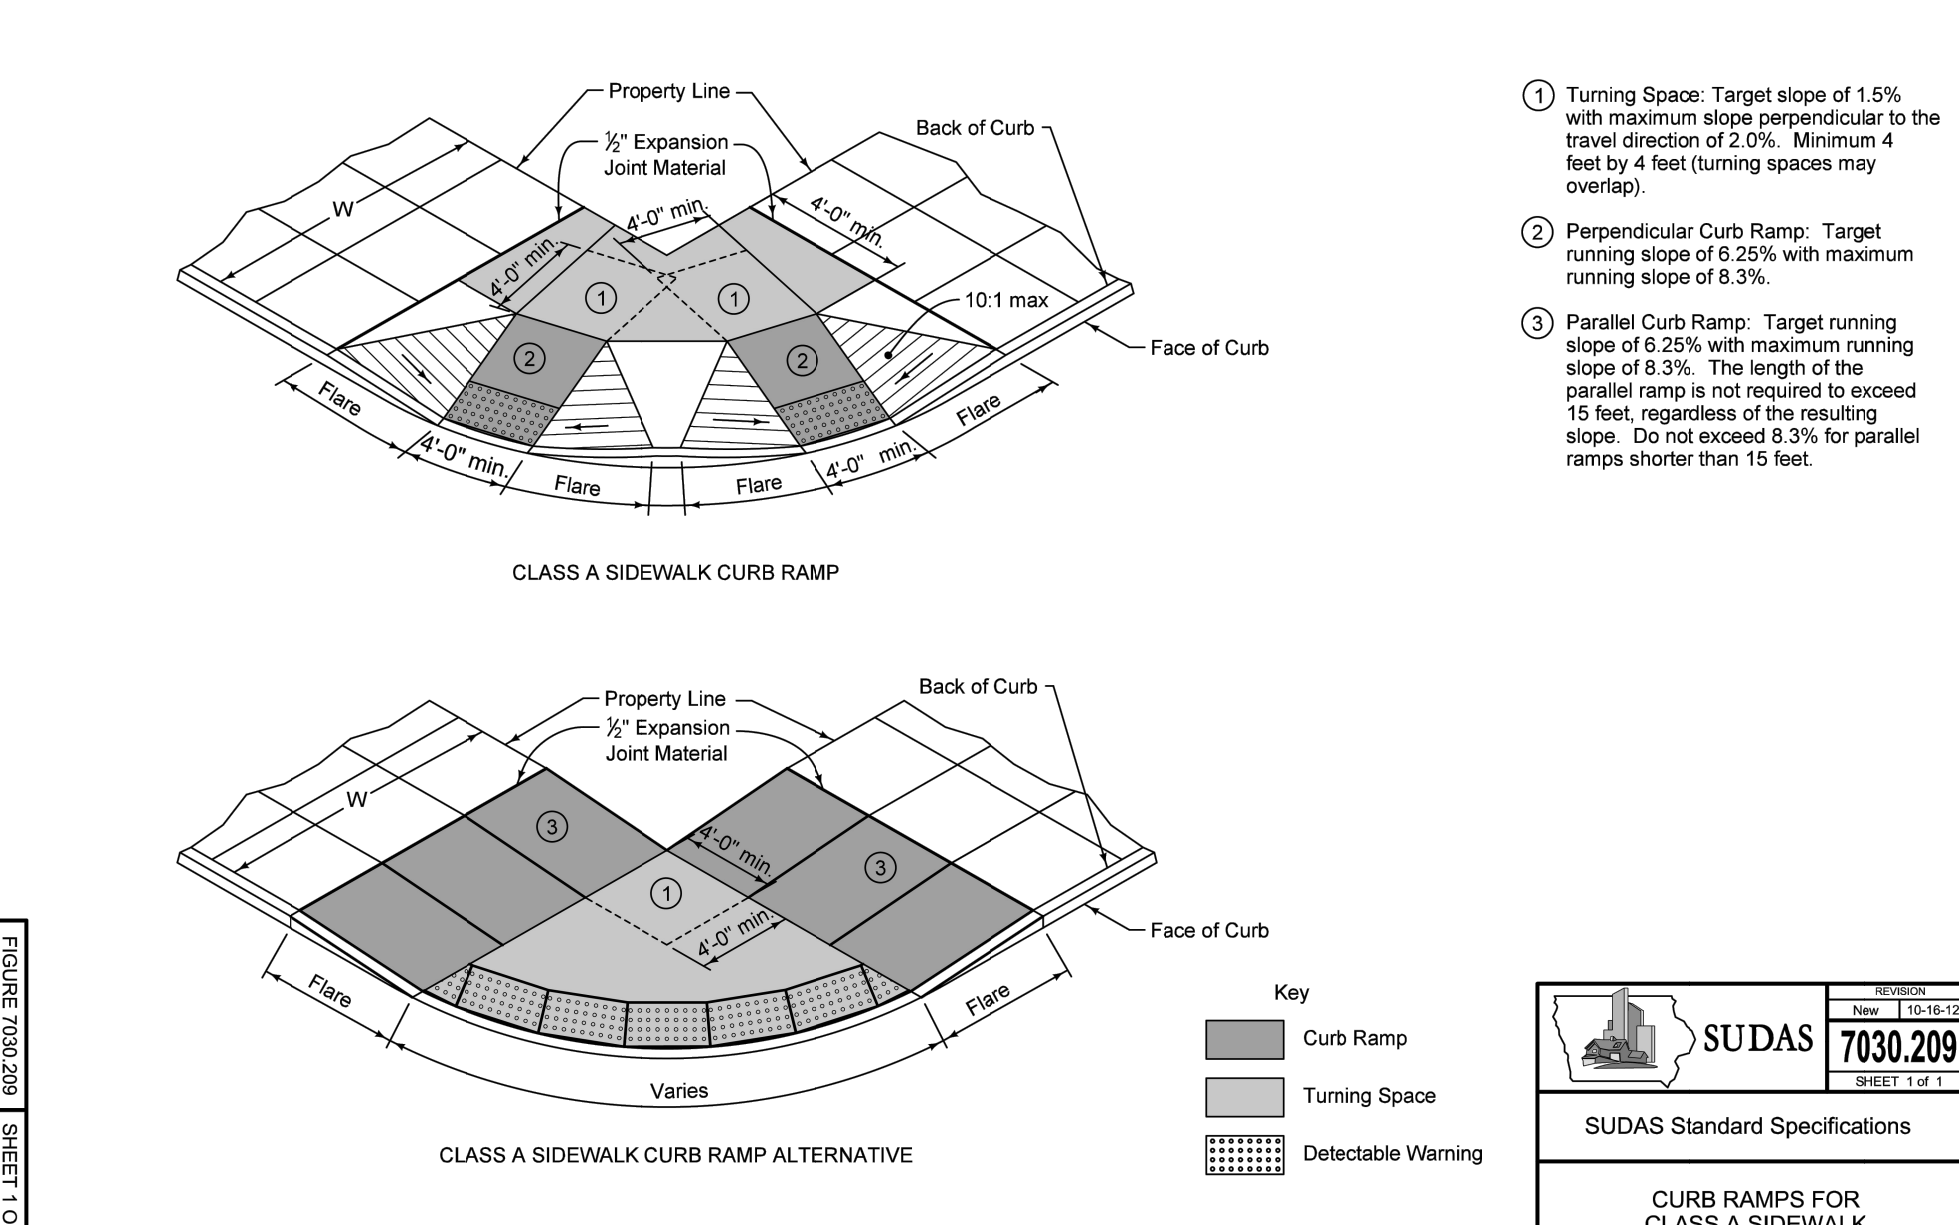 Property Line
½" Expansion
Joint Material
Back of Curb
W
4'-0" min.
4'-0" min.
4'-0" min.
1
1
10:1 max
2
2
Face of Curb
Flare
Flare
4'-0" min.
4'-0" min.
Flare
Flare
CLASS A SIDEWALK CURB RAMP
1 Turning Space: Target slope of 1.5%
with maximum slope perpendicular to the
travel direction of 2.0%. Minimum 4
feet by 4 feet (turning spaces may
overlap).
2 Perpendicular Curb Ramp: Target
running slope of 6.25% with maximum
running slope of 8.3%.
3 Parallel Curb Ramp: Target running
slope of 6.25% with maximum running
slope of 8.3%. The length of the
parallel ramp is not required to exceed
15 feet, regardless of the resulting
slope. Do not exceed 8.3% for parallel
ramps shorter than 15 feet.
Back of Curb
Property Line
½" Expansion
Joint Material
W
3
4'-0" min.
3
1
4'-0" min.
Face of Curb
Flare
Flare
Varies
CLASS A SIDEWALK CURB RAMP ALTERNATIVE
Key
Curb Ramp
Turning Space
Detectable Warning
FIGURE 7030.209
SHEET 1 O
SUDAS
REVISION
New 10-16-12
7030.209
SHEET 1 of 1
SUDAS Standard Specifications
CURB RAMPS FOR
CLASS A SIDEWALK